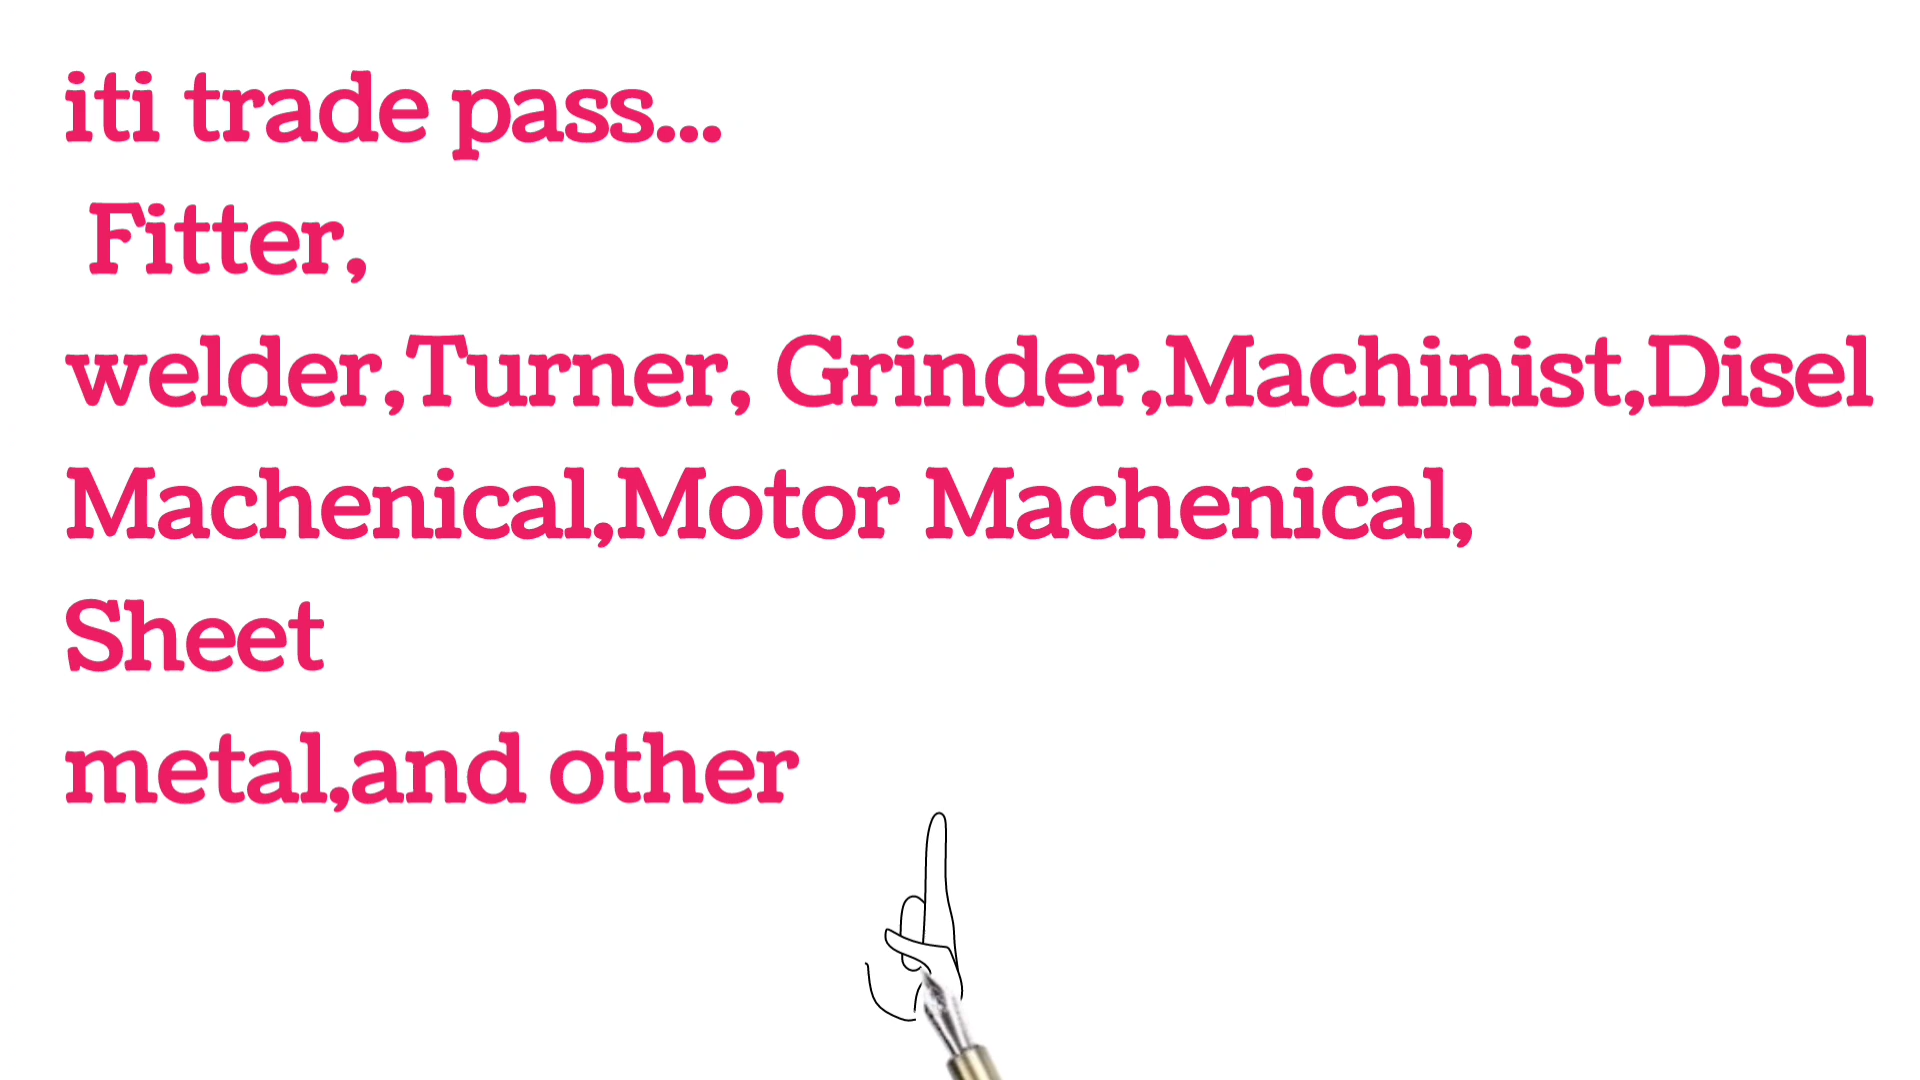 iti trade pass...
Fitter,
welder,Turner, Grinder,Machinist,Disel
Machenical,Motor Machenical,
Sheet
metal,and other